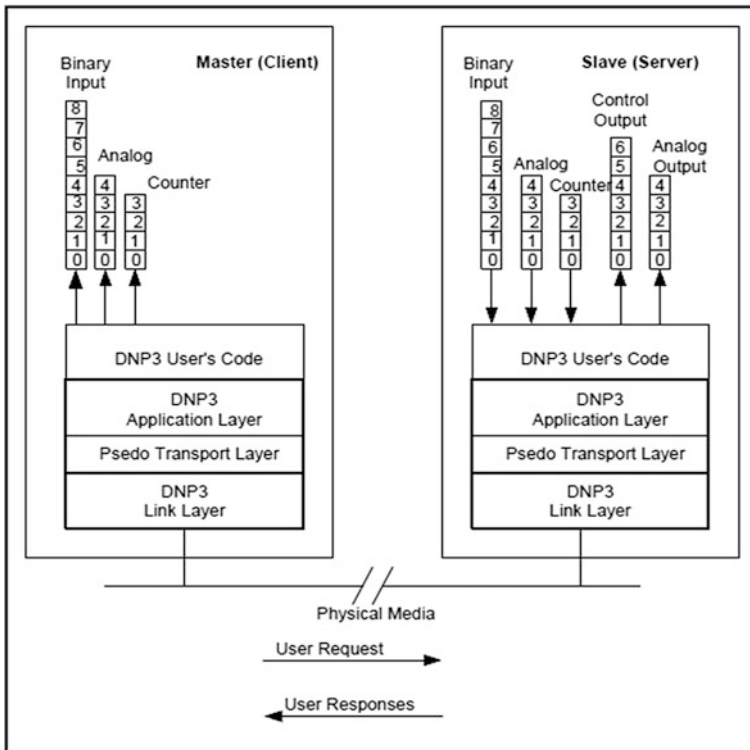 Master (Client)
Binary
Input
8
7
6
5
4
3
2
1
0
Analog
4
3
2
1
0
Counter
3
2
1
0
DNP3 User's Code
DNP3
Application Layer
Psedo Transport Layer
DNP3
Link Layer
Slave (Server)
Binary
Input
8
7
6
5
4
3
2
1
0
Analog
4
3
2
1
0
Counter
3
2
1
0
Control
Output
6
5
4
3
2
1
0
Analog
Output
4
3
2
1
0
DNP3 User's Code
DNP3
Application Layer
Psedo Transport Layer
DNP3
Link Layer
Physical Media
User Request
User Responses